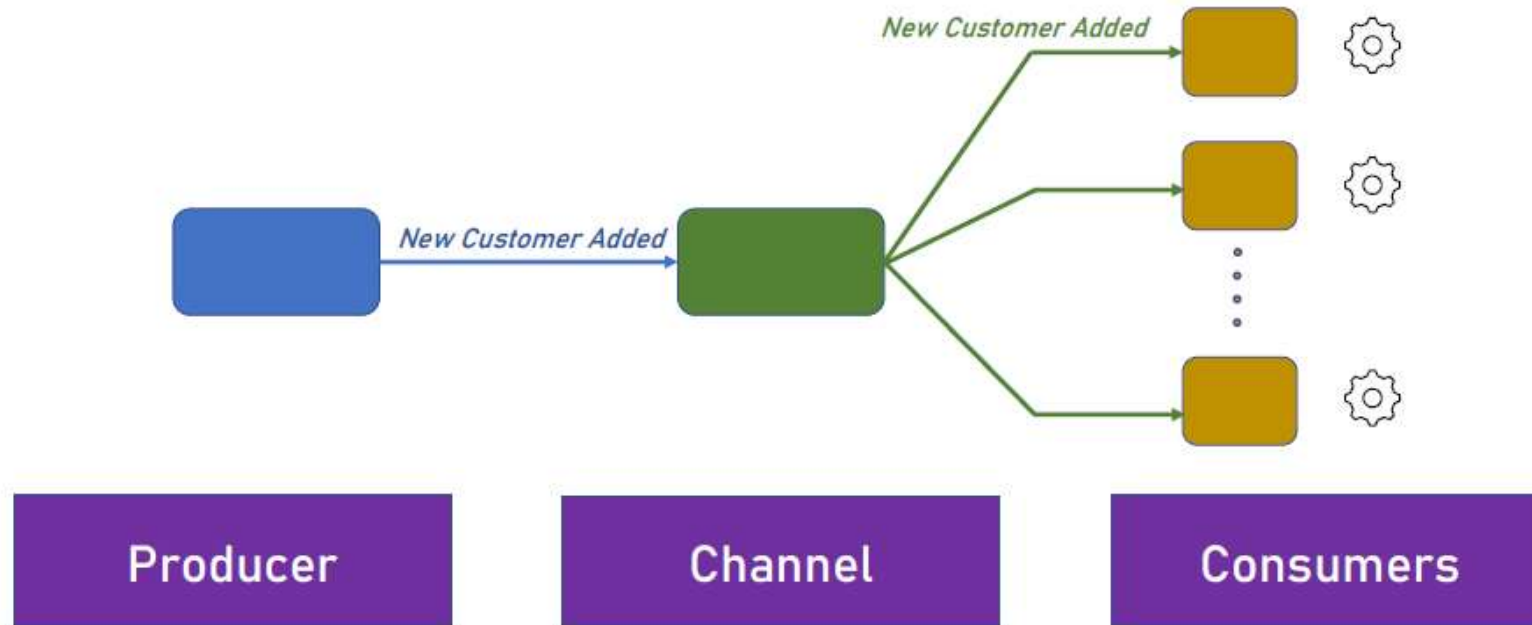 New Customer Added
New Customer Added
Producer
Channel
Consumers